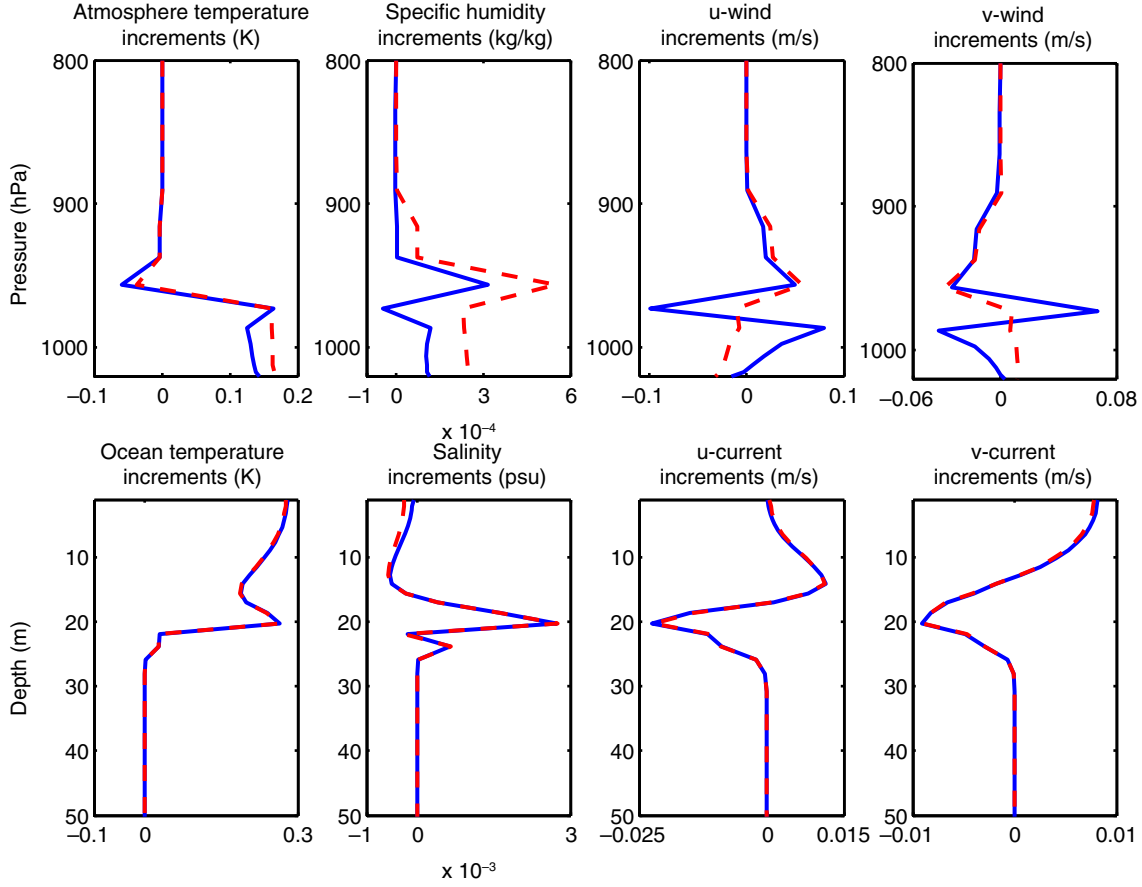 Atmosphere temperature
increments (K)
Specific humidity
increments (kg/kg)
u-wind
increments (m/s)
v-wind
increments (m/s)
Pressure (hPa)
800
900
1000
–0.1
0
0.1
0.2
800
900
1000
0
3
6
x 10–4
800
900
1000
–0.1
0
0.1
800
900
1000
–0.06
0
0.08
Ocean temperature
increments (K)
Salinity
increments (psu)
u-current
increments (m/s)
v-current
increments (m/s)
Depth (m)
10
20
30
40
50
–0.1
0
0.3
10
20
30
40
50
–1
0
3
x 10–3
10
20
30
40
50
–0.025
0
0.015
10
20
30
40
50
–0.01
0
0.01